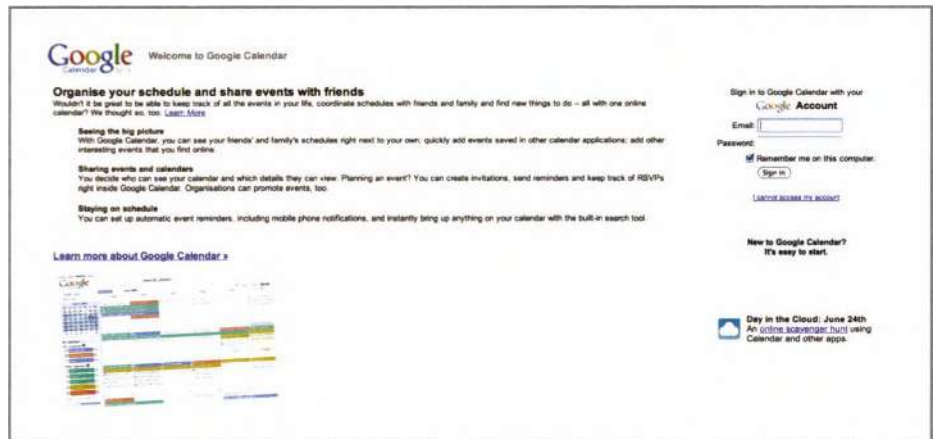 Google
Calendar
Welcome to Google Calendar
Organise your schedule and share events with friends
Wouldn't it be great to be able to keep track of all the events in your life, coordinate schedules – with friends and family and find new things to do – all with one online
calendar? We thought so, too. Learn More
Seeing the big picture
With Google Calendar, you can see your friends' and family's schedules right next to your own; quickly add events saved in other calendar applications; add other
interesting events that you find online.
Sharing events and calendars
You decide who can see your calendar and which details they can view. Planning an event? You can create invitations, send reminders and keep track of RSVPs
right inside Google Calendar. Organisations can promote events, too.
Staying on schedule
You can set up automatic event reminders, including mobile phone notifications, and instantly bring up anything on your calendar with the built-in search tool.
Learn more about Google Calendar »
Google
Sign in to Google Calendar with your
Google Account
Email:
Password:
Remember me on this computer.
Sign in
I cannot access my account
New to Google Calendar?
It's easy to start.
Day in the Cloud: June 24th
An online scavenger hunt using
Calendar and other apps.